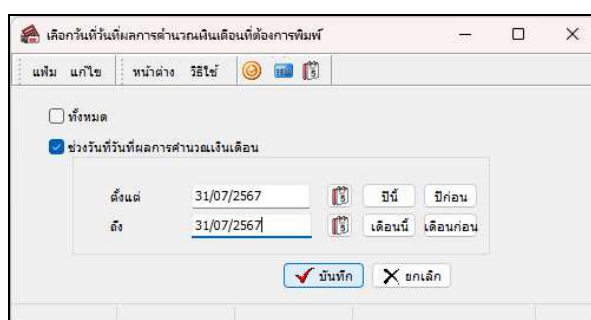 เลือกวันที่วันที่ผลการคำนวณเงินเดือนที่ต้องการพิมพ์
แฟ้ม แก้ไข หน้าต่าง วิธีใช้
ทั้งหมด
ช่วงวันที่วันที่ผลการคำนวณเงินเดือน
ตั้งแต่ 31/07/2567 ปีนี้ ปีก่อน
ถึง 31/07/2567 เดือนนี้ เดือนก่อน
บันทึก ยกเลิก